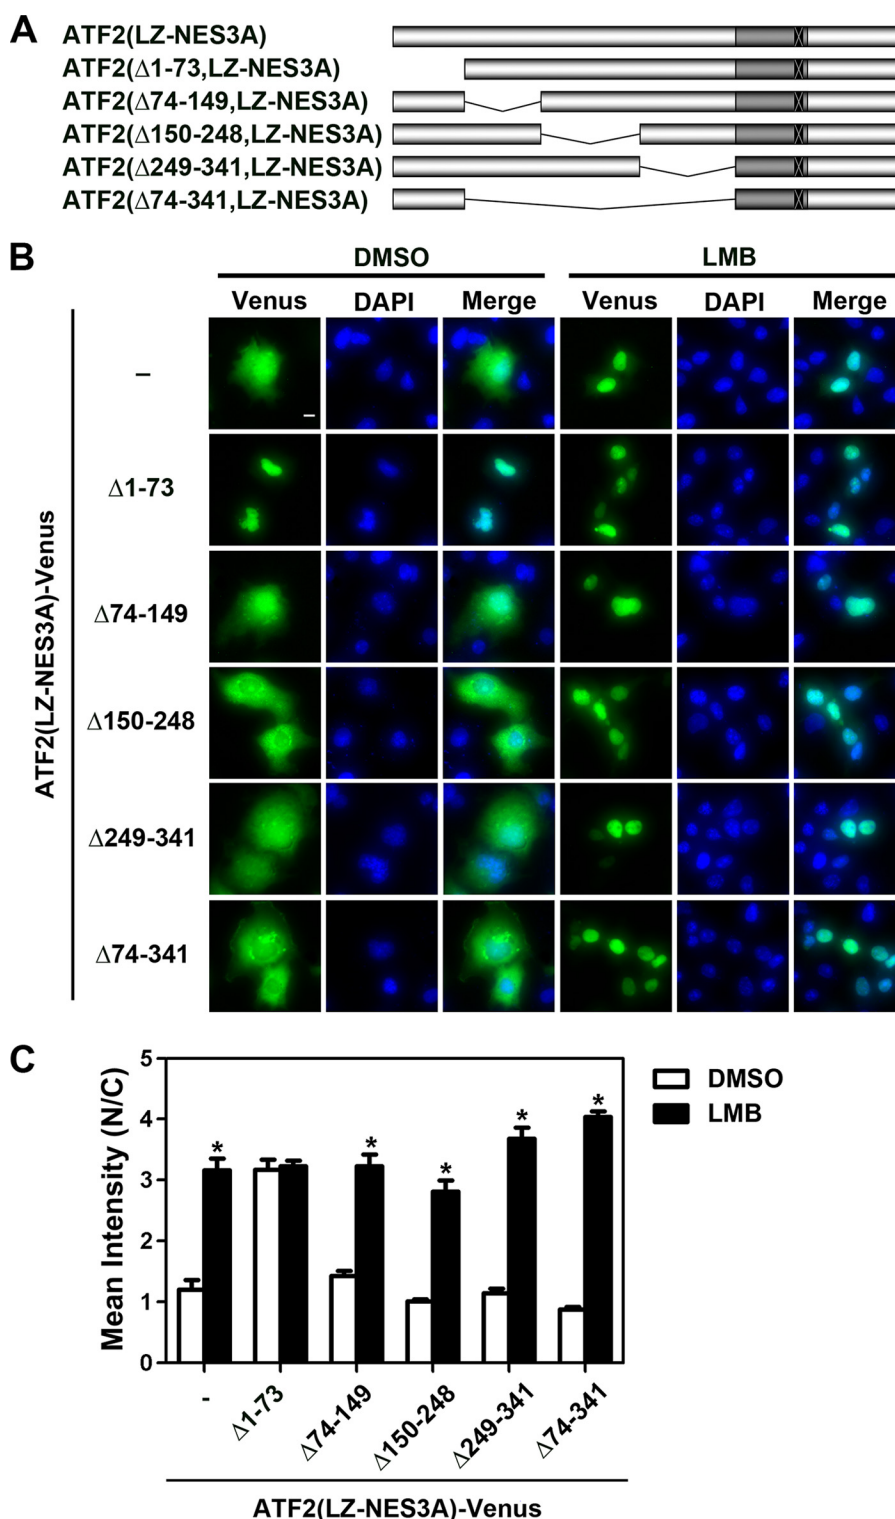 A
ATF2(LZ-NES3A)
ATF2(Δ1-73,LZ-NES3A)
ATF2(Δ74-149,LZ-NES3A)
ATF2(Δ150-248,LZ-NES3A)
ATF2(Δ249-341,LZ-NES3A)
ATF2(Δ74-341,LZ-NES3A)
B
DMSO LMB
Venus DAPI Merge Venus DAPI Merge
ATF2(LZ-NES3A)-Venus
–
Δ1-73
Δ74-149
Δ150-248
Δ249-341
Δ74-341
C
Mean Intensity (N/C)
5
4
3
2
1
0
* * * * *
DMSO
LMB
- Δ1-73 Δ74-149 Δ150-248 Δ249-341 Δ74-341
ATF2(LZ-NES3A)-Venus